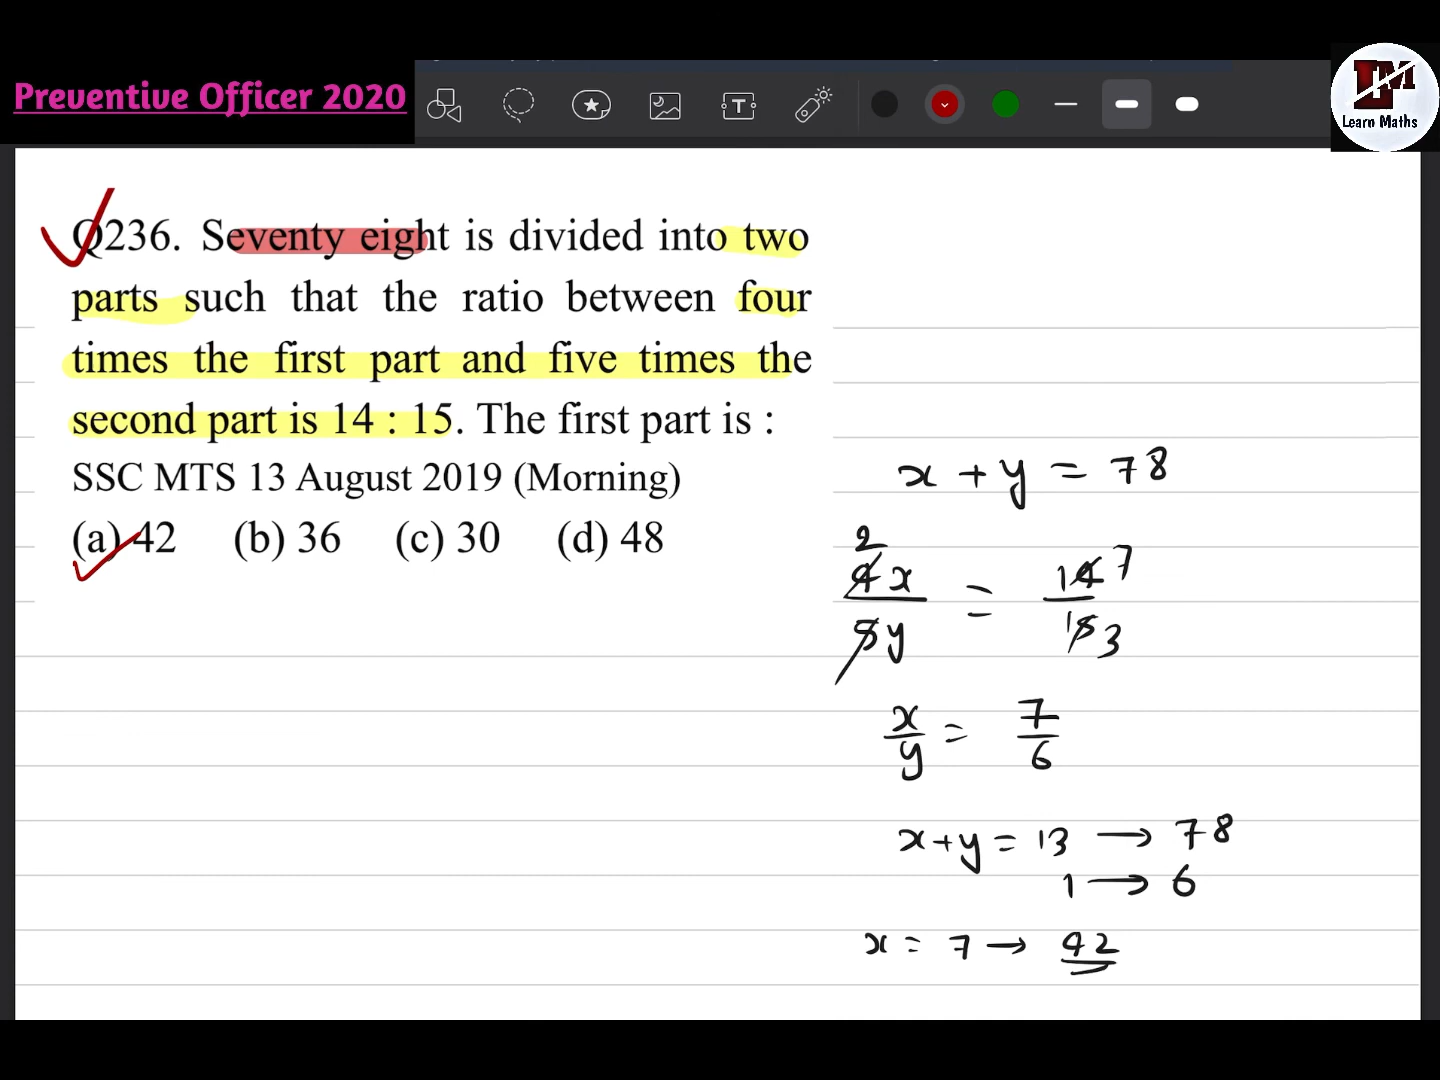 Preventive Officer 2020
Learn Maths
Q236. Seventy eight is divided into two
parts such that the ratio between four
times the first part and five times the
second part is 14 : 15. The first part is :
SSC MTS 13 August 2019 (Morning)
(a) 42 (b) 36 (c) 30 (d) 48
x + y = 78
2
4x = 14 7
5y 15 3
x = 7
y 6
x+y = 13 → 78
1 → 6
x = 7 → 42